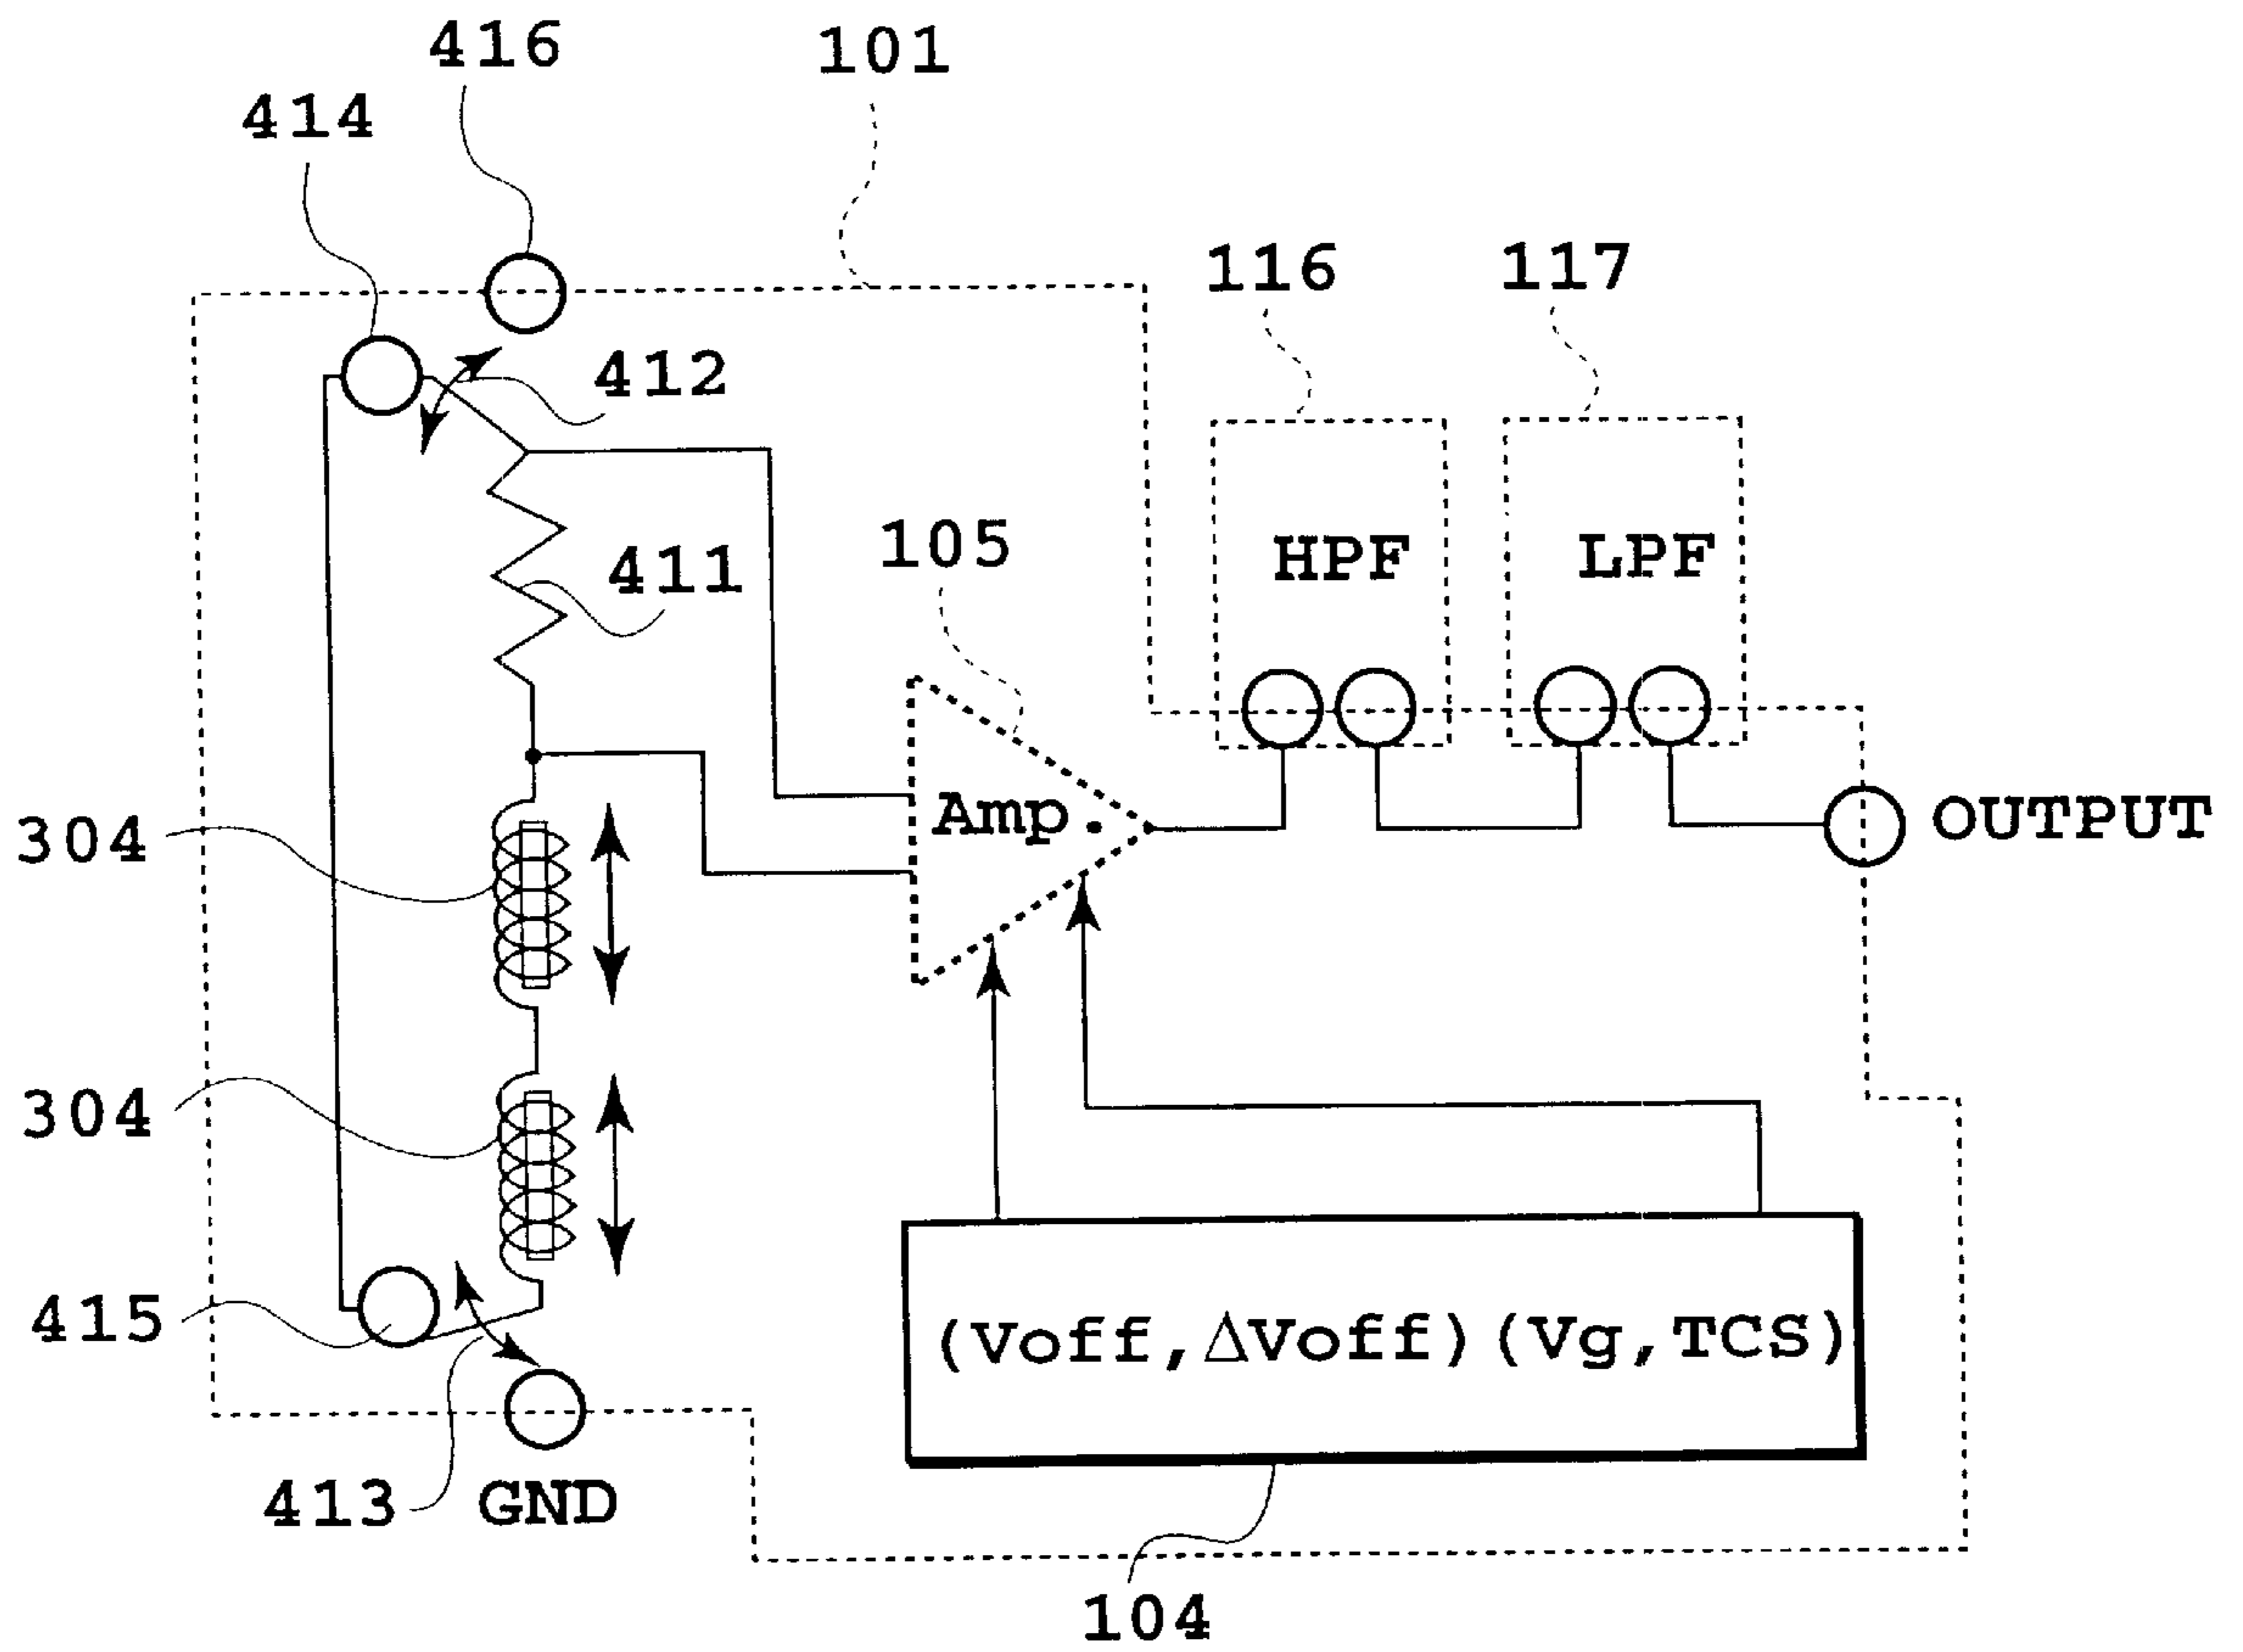 416
101
414
116
117
412
105
HPF
LPF
411
Amp.
OUTPUT
304
304
415
(Voff,ΔVoff)(Vg,TCS)
413
GND
104